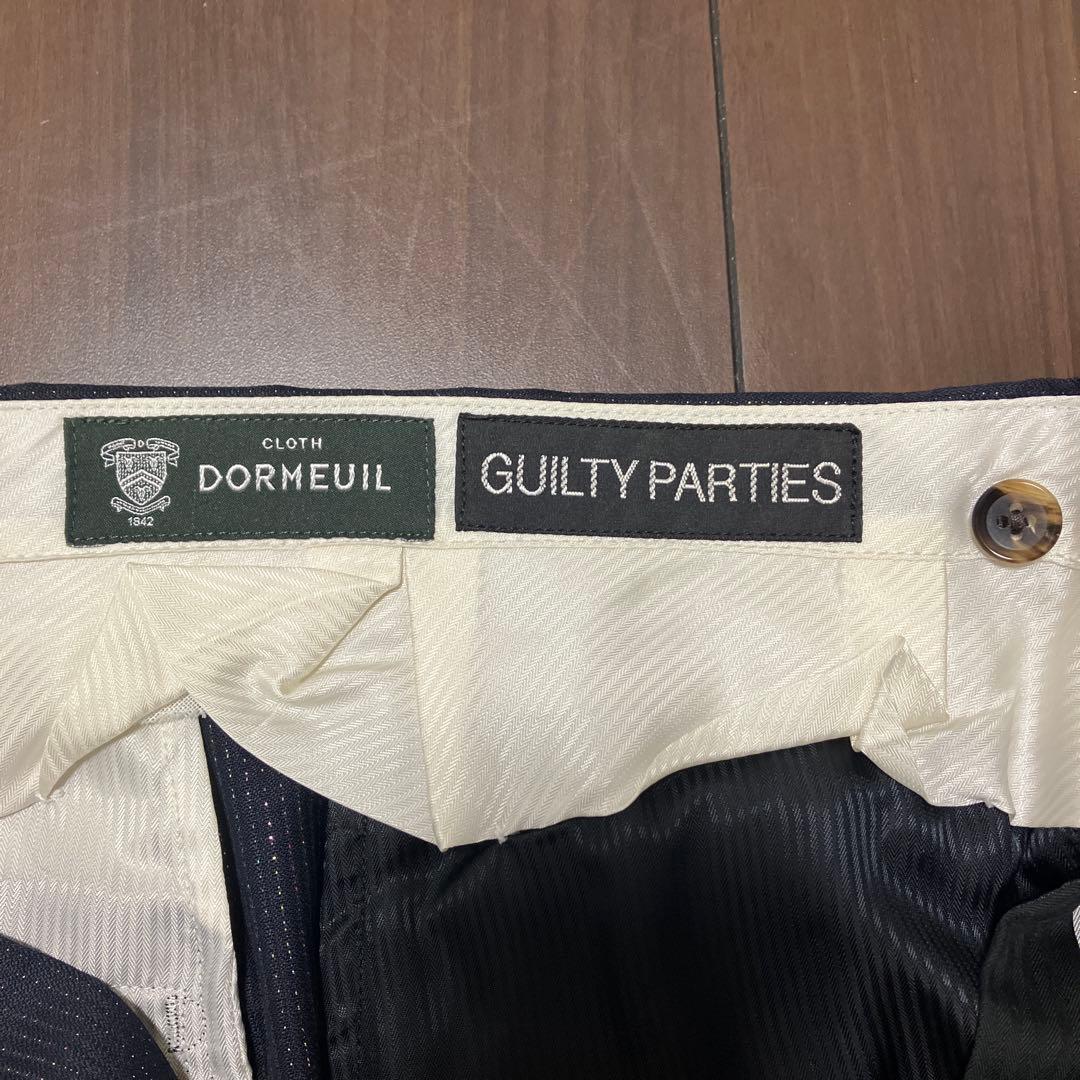 D
1842
CLOTH
DORMEUIL
GUILTY PARTIES